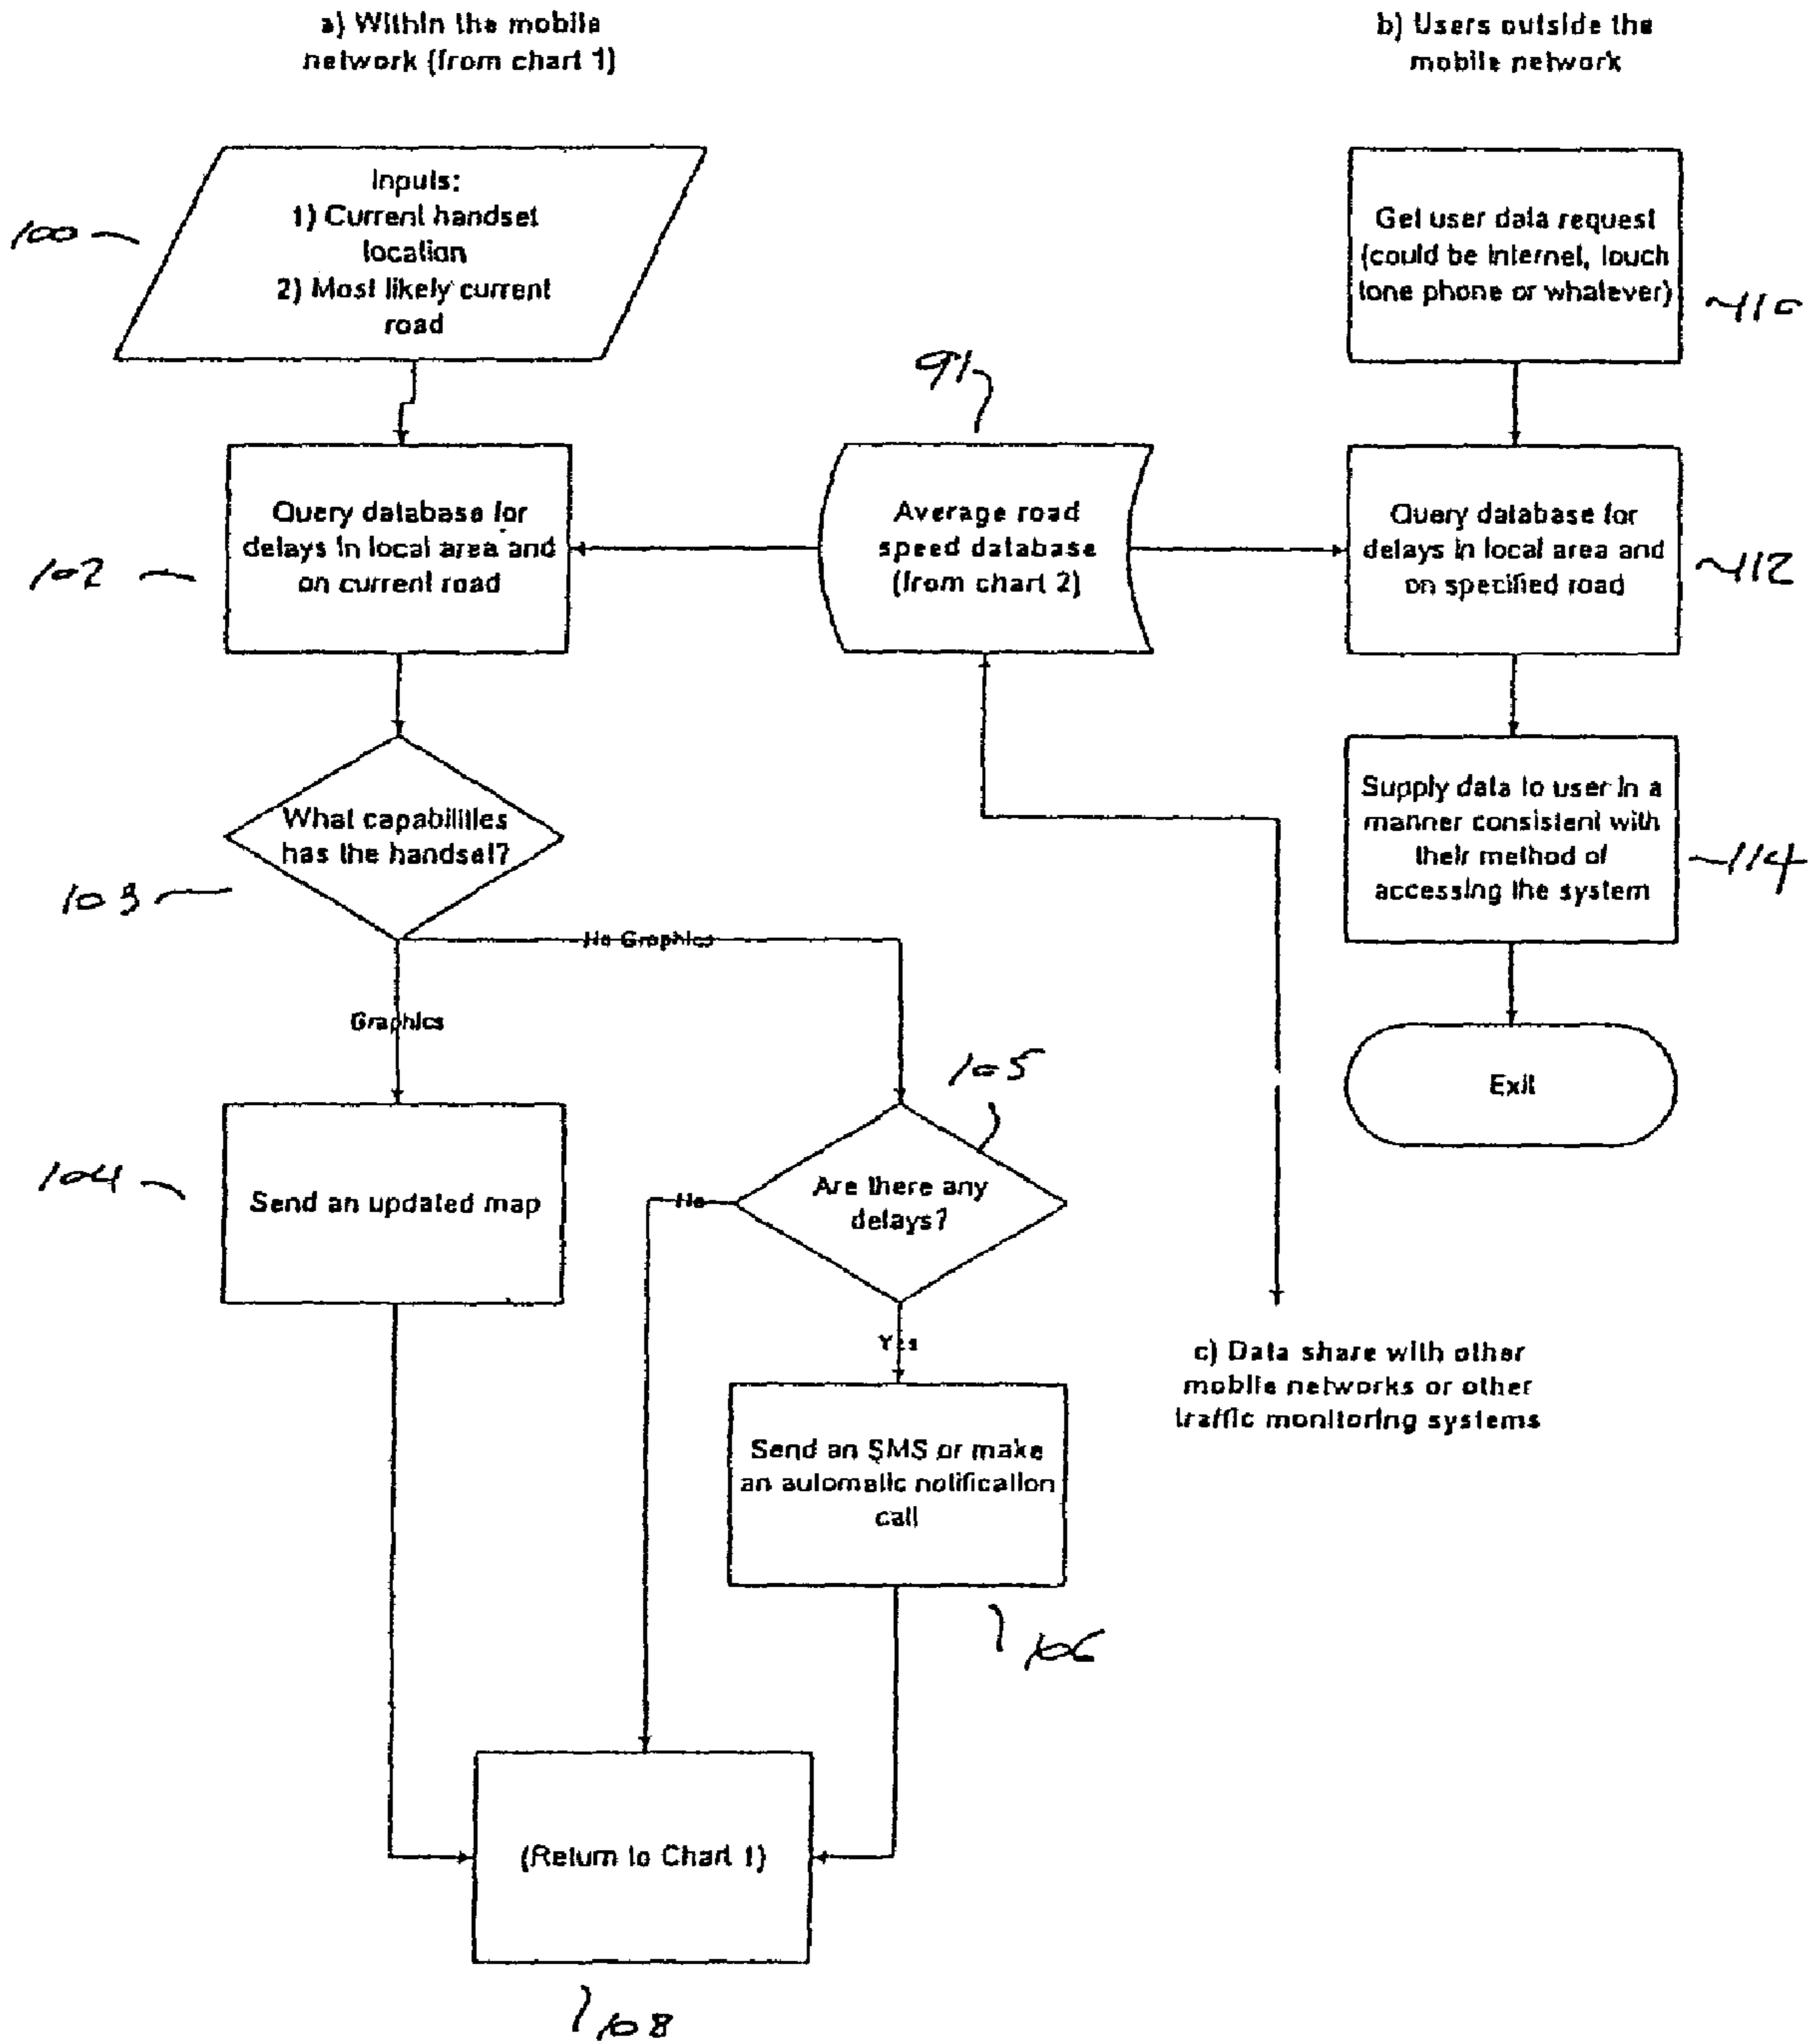 a) Within the mobile
network (from chart 1)
b) Users outside the
mobile network
Inputs:
1) Current handset
location
2) Most likely current
road
100
Get user data request
(could be internet, touch
tone phone or whatever)
110
91
Query database for
delays in local area and
on current road
102
Average road
speed database
(from chart 2)
Query database for
delays in local area and
on specified road
112
What capabilities
has the handset?
103
Supply data to user in a
manner consistent with
their method of
accessing the system
114
No Graphics
Graphics
105
Exit
Send an updated map
104
Are there any
delays?
No
Yes
c) Data share with other
mobile networks or other
traffic monitoring systems
Send an SMS or make
an automatic notification
call
106
(Return to Chart 1)
108